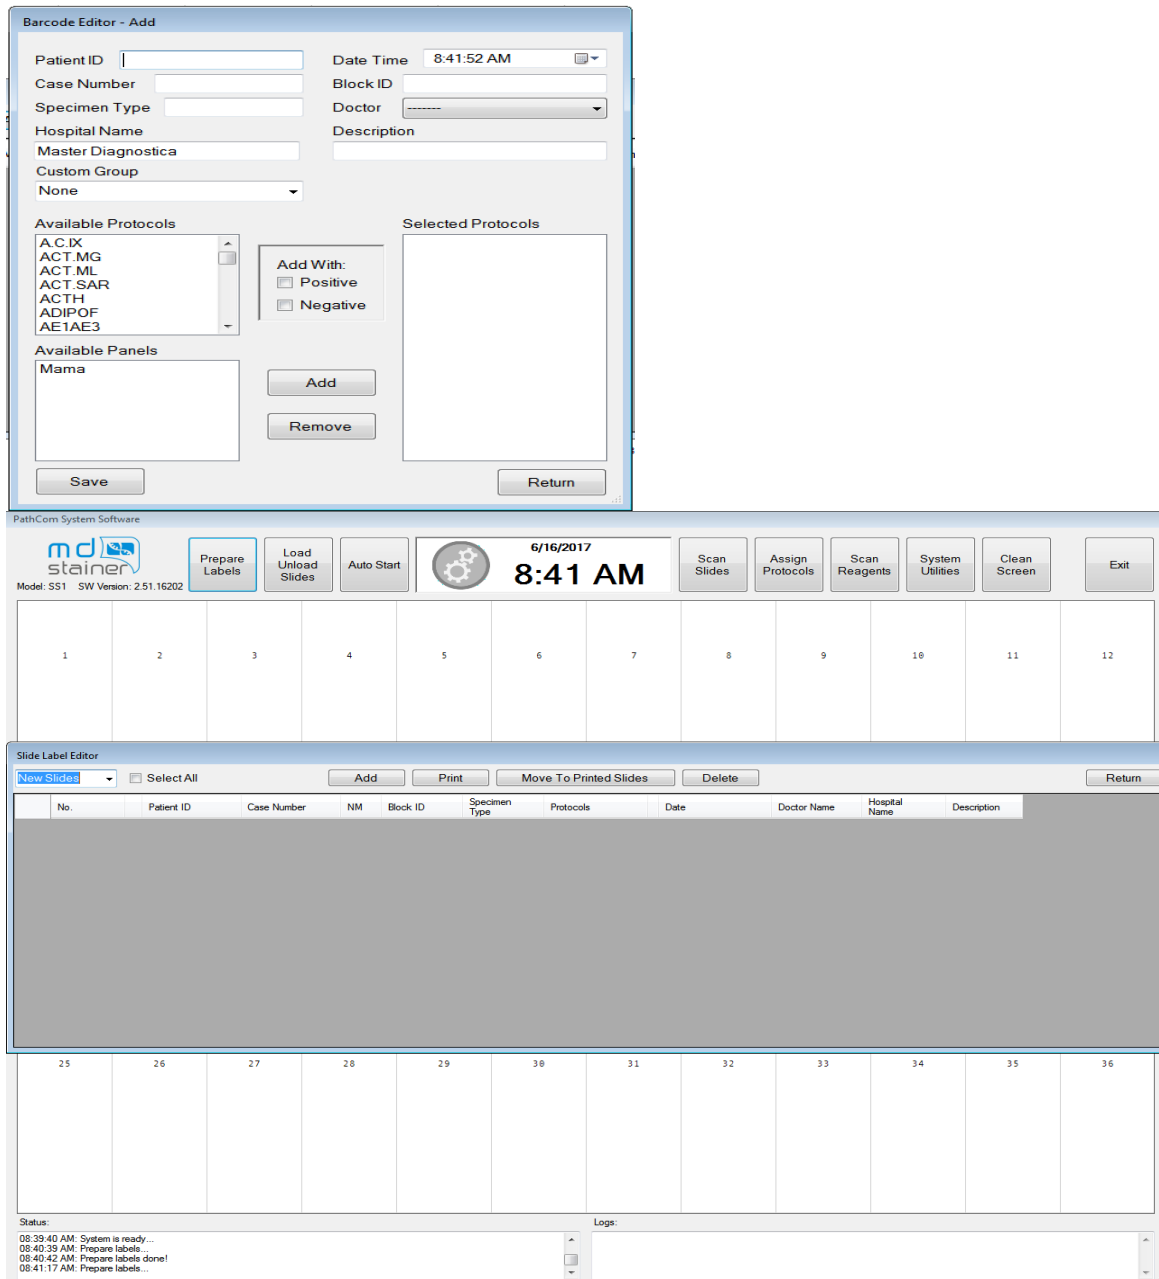 Barcode Editor - Add
Patient ID
Date Time 8:41:52 AM
Case Number
Block ID
Specimen Type
Doctor -------
Hospital Name
Description
Master Diagnostica
Custom Group
None
Available Protocols
Selected Protocols
A.C.IX
ACT.MG
ACT.ML
ACT.SAR
ACTH
ADIPOF
AE1AE3
Add With:
Positive
Negative
Available Panels
Mama
Add
Remove
Save
Return
PathCom System Software
md
stainer
Model: SS1 SW Version: 2.51.16202
Prepare
Labels
Load
Unload
Slides
Auto Start
6/16/2017
8:41 AM
Scan
Slides
Assign
Protocols
Scan
Reagents
System
Utilities
Clean
Screen
Exit
1 2 3 4 5 6 7 8 9 10 11 12
Slide Label Editor
New Slides Select All Add Print Move To Printed Slides Delete Return
No. Patient ID Case Number NM Block ID Specimen Type Protocols Date Doctor Name Hospital Name Description
25 26 27 28 29 30 31 32 33 34 35 36
Status:
Logs:
08:39:40 AM: System is ready...
08:40:39 AM: Prepare labels...
08:40:42 AM: Prepare labels done!
08:41:17 AM: Prepare labels...